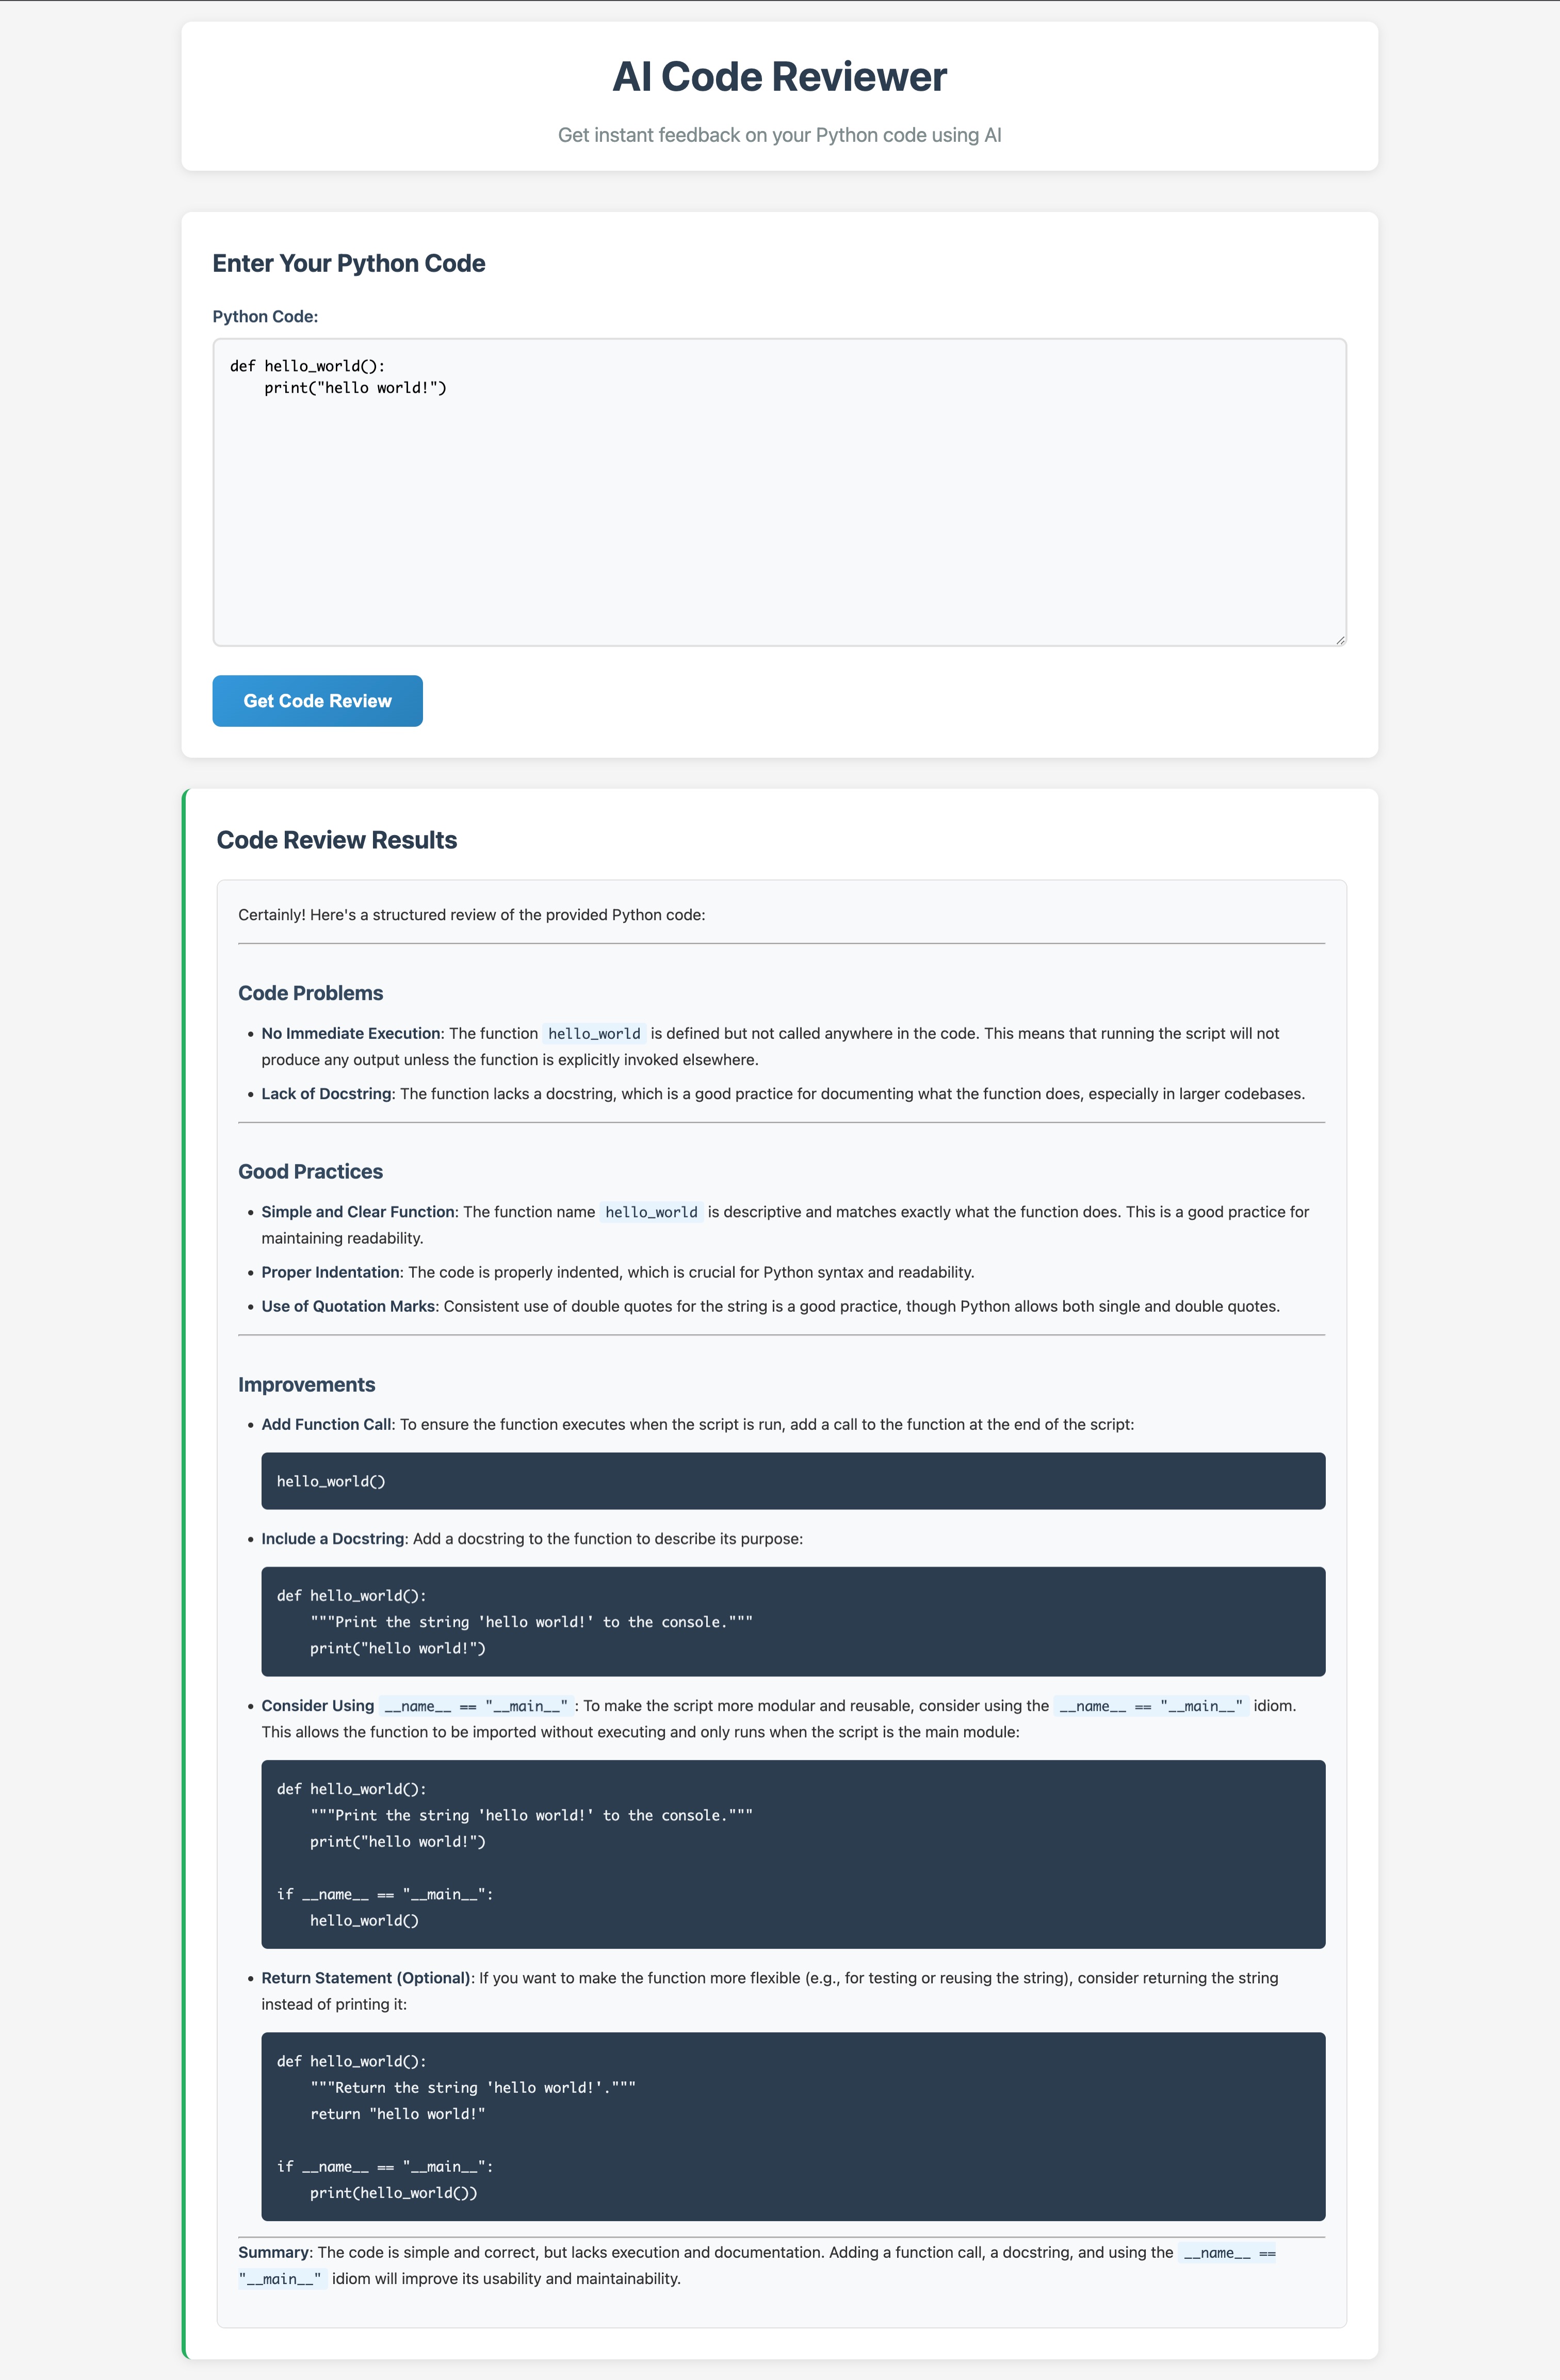 AI Code Reviewer
Get instant feedback on your Python code using AI
Enter Your Python Code
Python Code:
def hello_world():
    print("hello world!")
Get Code Review
Code Review Results
Certainly! Here's a structured review of the provided Python code:
Code Problems
• No Immediate Execution: The function hello_world is defined but not called anywhere in the code. This means that running the script will not
produce any output unless the function is explicitly invoked elsewhere.
• Lack of Docstring: The function lacks a docstring, which is a good practice for documenting what the function does, especially in larger codebases.
Good Practices
• Simple and Clear Function: The function name hello_world is descriptive and matches exactly what the function does. This is a good practice for
maintaining readability.
• Proper Indentation: The code is properly indented, which is crucial for Python syntax and readability.
• Use of Quotation Marks: Consistent use of double quotes for the string is a good practice, though Python allows both single and double quotes.
Improvements
• Add Function Call: To ensure the function executes when the script is run, add a call to the function at the end of the script:
hello_world()
• Include a Docstring: Add a docstring to the function to describe its purpose:
def hello_world():
    """Print the string 'hello world!' to the console."""
    print("hello world!")
• Consider Using __name__ == "__main__" : To make the script more modular and reusable, consider using the __name__ == "__main__" idiom.
This allows the function to be imported without executing and only runs when the script is the main module:
def hello_world():
    """Print the string 'hello world!' to the console."""
    print("hello world!")
if __name__ == "__main__":
    hello_world()
• Return Statement (Optional): If you want to make the function more flexible (e.g., for testing or reusing the string), consider returning the string
instead of printing it:
def hello_world():
    """Return the string 'hello world!'."""
    return "hello world!"
if __name__ == "__main__":
    print(hello_world())
Summary: The code is simple and correct, but lacks execution and documentation. Adding a function call, a docstring, and using the __name__ ==
"__main__" idiom will improve its usability and maintainability.